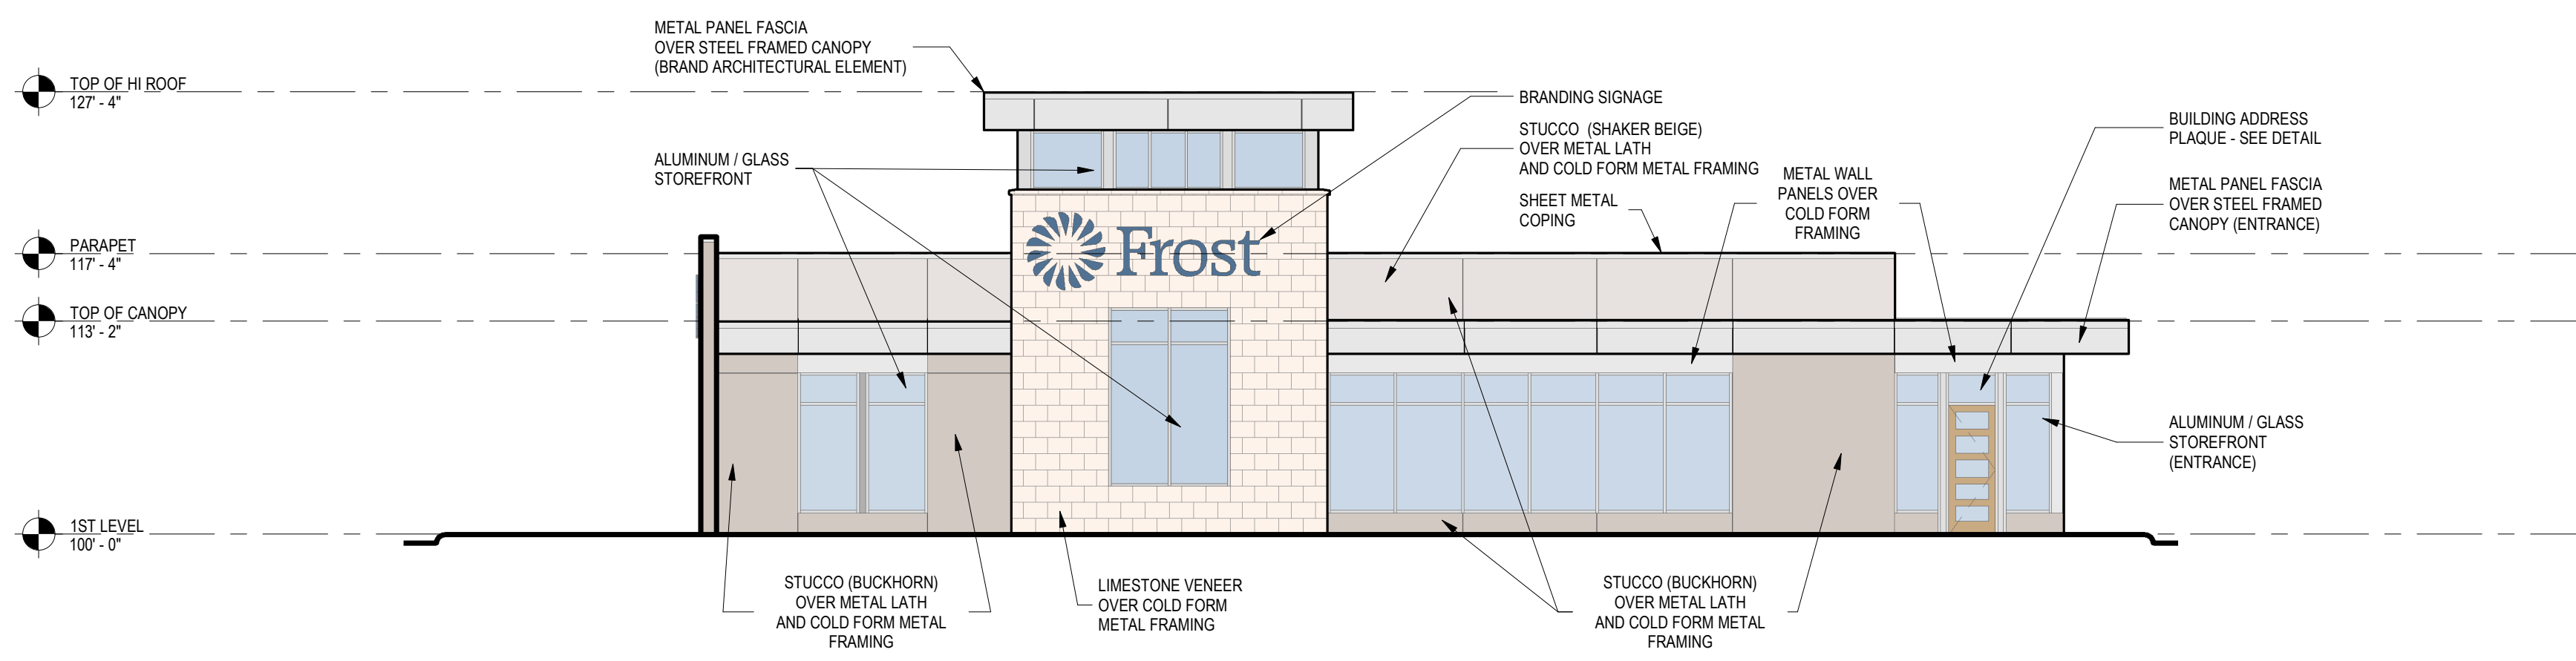 METAL PANEL FASCIA
OVER STEEL FRAMED CANOPY
(BRAND ARCHITECTURAL ELEMENT)
TOP OF HI ROOF
127' - 4"
BRANDING SIGNAGE
STUCCO (SHAKER BEIGE)
OVER METAL LATH
AND COLD FORM METAL FRAMING
BUILDING ADDRESS
PLAQUE - SEE DETAIL
ALUMINUM / GLASS
STOREFRONT
METAL WALL
PANELS OVER
COLD FORM
FRAMING
METAL PANEL FASCIA
OVER STEEL FRAMED
CANOPY (ENTRANCE)
SHEET METAL
COPING
Frost
PARAPET
117' - 4"
TOP OF CANOPY
113' - 2"
ALUMINUM / GLASS
STOREFRONT
(ENTRANCE)
1ST LEVEL
100' - 0"
STUCCO (BUCKHORN)
OVER METAL LATH
AND COLD FORM METAL
FRAMING
LIMESTONE VENEER
OVER COLD FORM
METAL FRAMING
STUCCO (BUCKHORN)
OVER METAL LATH
AND COLD FORM METAL
FRAMING